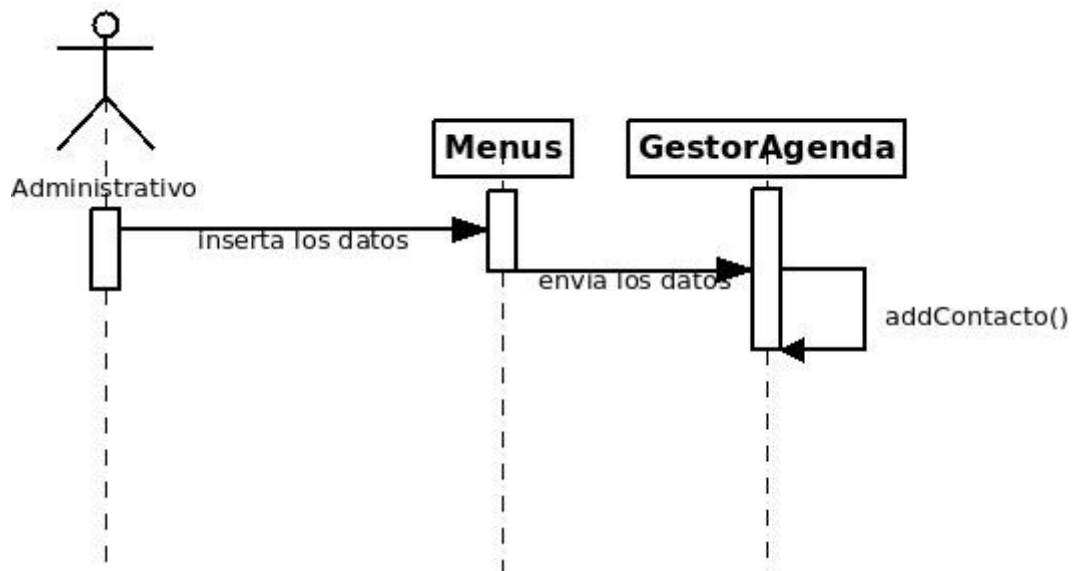 Menus
GestorAgenda
Administrativo
inserta los datos
envia los datos
addContacto()